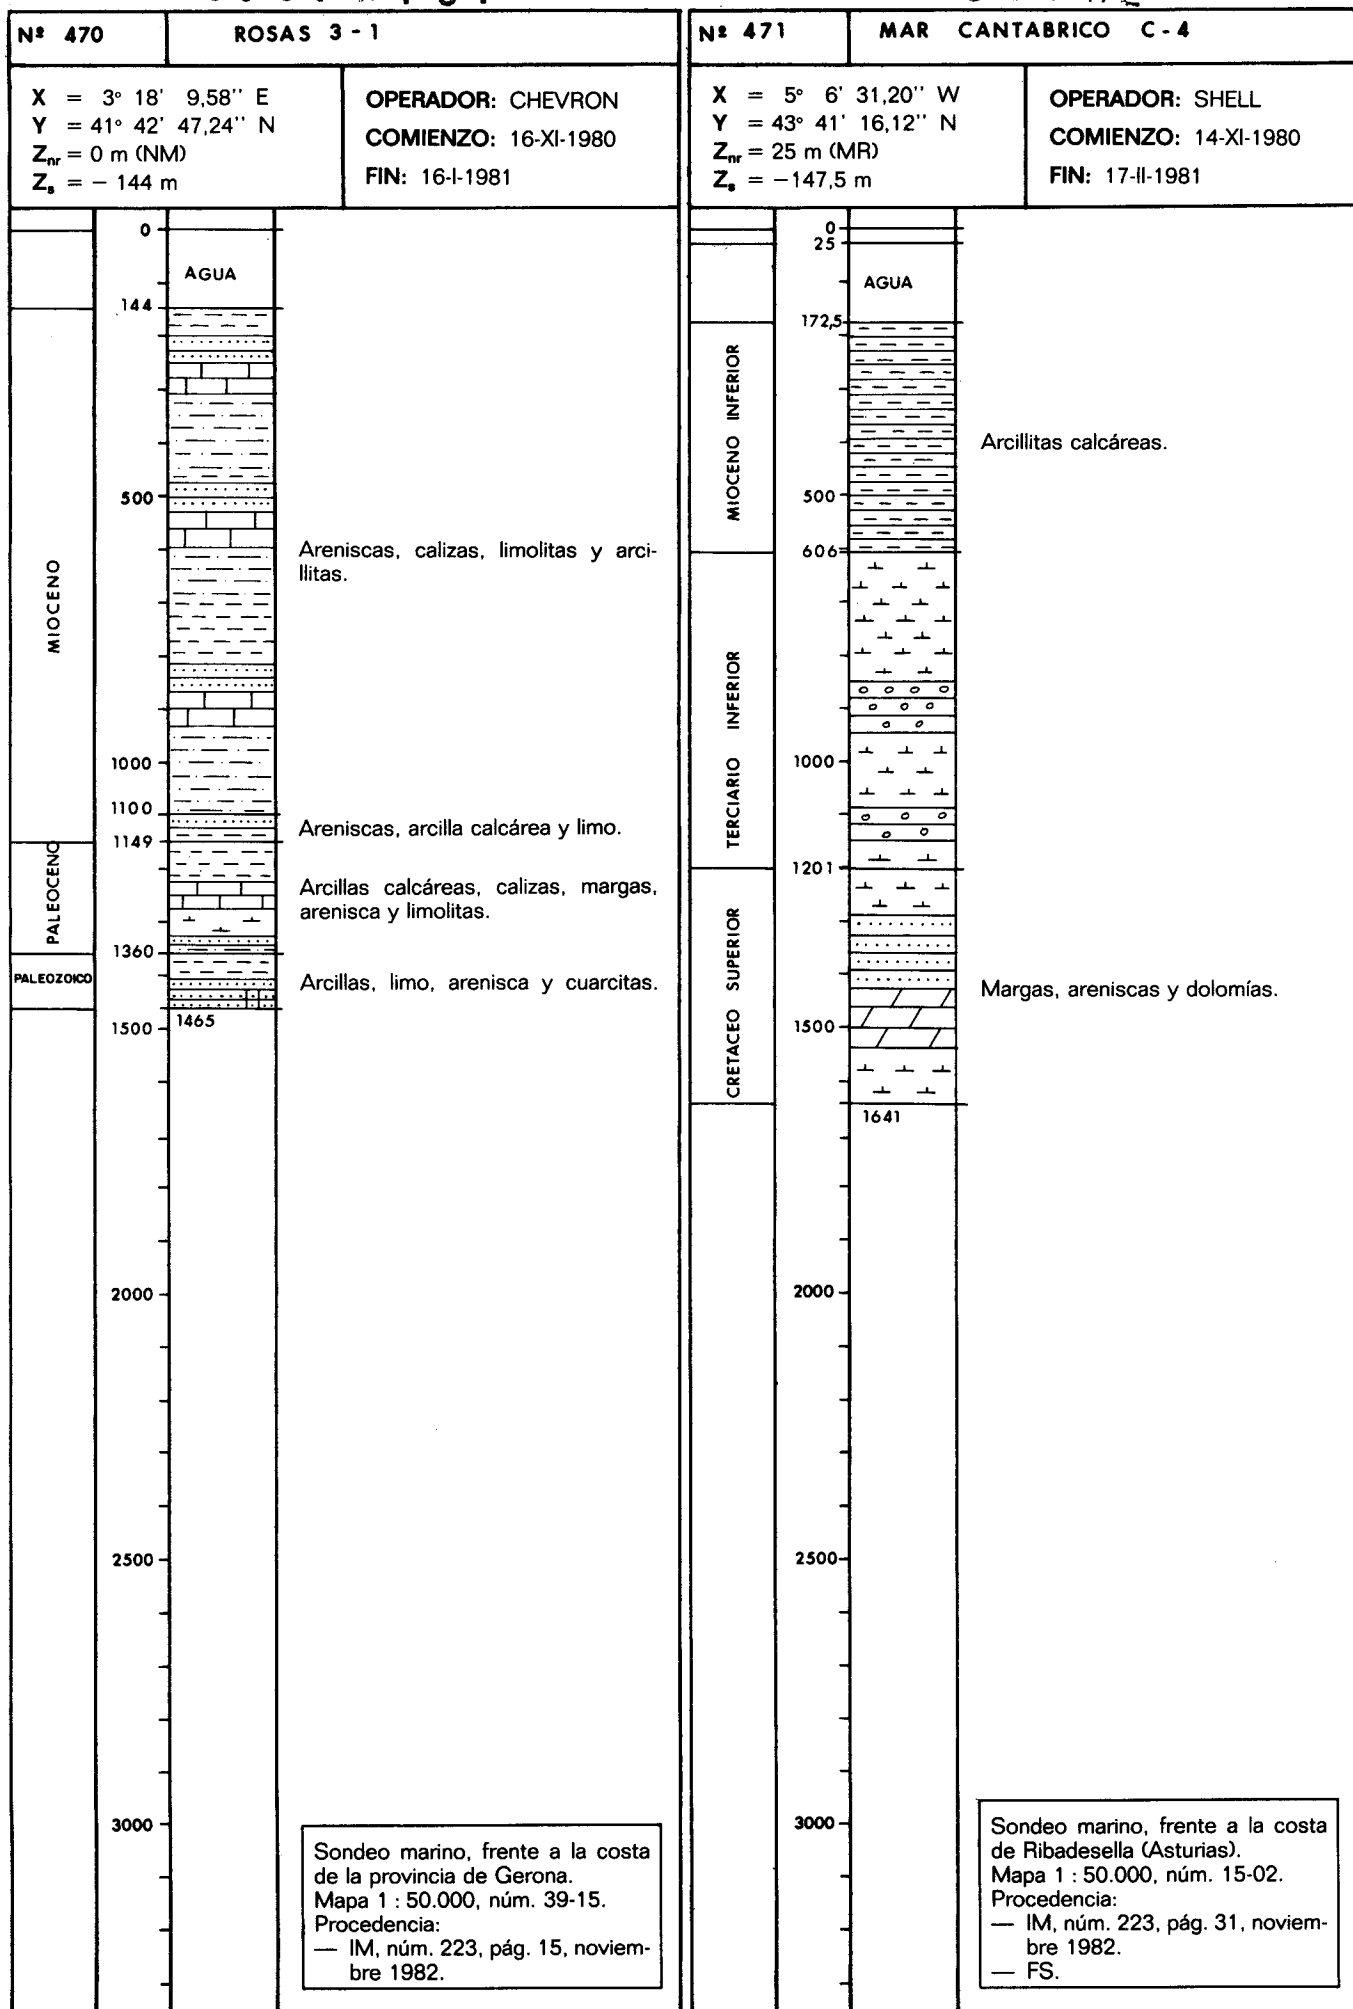 Nº 470
ROSAS 3 - 1
X = 3° 18' 9,58'' E
Y = 41° 42' 47,24'' N
Znr = 0 m (NM)
Zs = – 144 m
OPERADOR: CHEVRON
COMIENZO: 16-XI-1980
FIN: 16-I-1981
0
AGUA
144
500
1000
1100
1149
1360
1465
1500
2000
2500
3000
MIOCENO
PALEOCENO
PALEOZOICO
Areniscas, calizas, limolitas y arci-
llitas.
Areniscas, arcilla calcárea y limo.
Arcillas calcáreas, calizas, margas,
arenisca y limolitas.
Arcillas, limo, arenisca y cuarcitas.
Sondeo marino, frente a la costa
de la provincia de Gerona.
Mapa 1 : 50.000, núm. 39-15.
Procedencia:
— IM, núm. 223, pág. 15, noviem-
bre 1982.
Nº 471
MAR CANTABRICO C - 4
X = 5° 6' 31,20'' W
Y = 43° 41' 16,12'' N
Znr = 25 m (MR)
Zs = –147,5 m
OPERADOR: SHELL
COMIENZO: 14-XI-1980
FIN: 17-II-1981
0
25
AGUA
172,5
500
606
1000
1201
1500
1641
2000
2500
3000
MIOCENO INFERIOR
TERCIARIO INFERIOR
CRETACEO SUPERIOR
Arcillitas calcáreas.
Margas, areniscas y dolomías.
Sondeo marino, frente a la costa
de Ribadesella (Asturias).
Mapa 1 : 50.000, núm. 15-02.
Procedencia:
— IM, núm. 223, pág. 31, noviem-
bre 1982.
— FS.